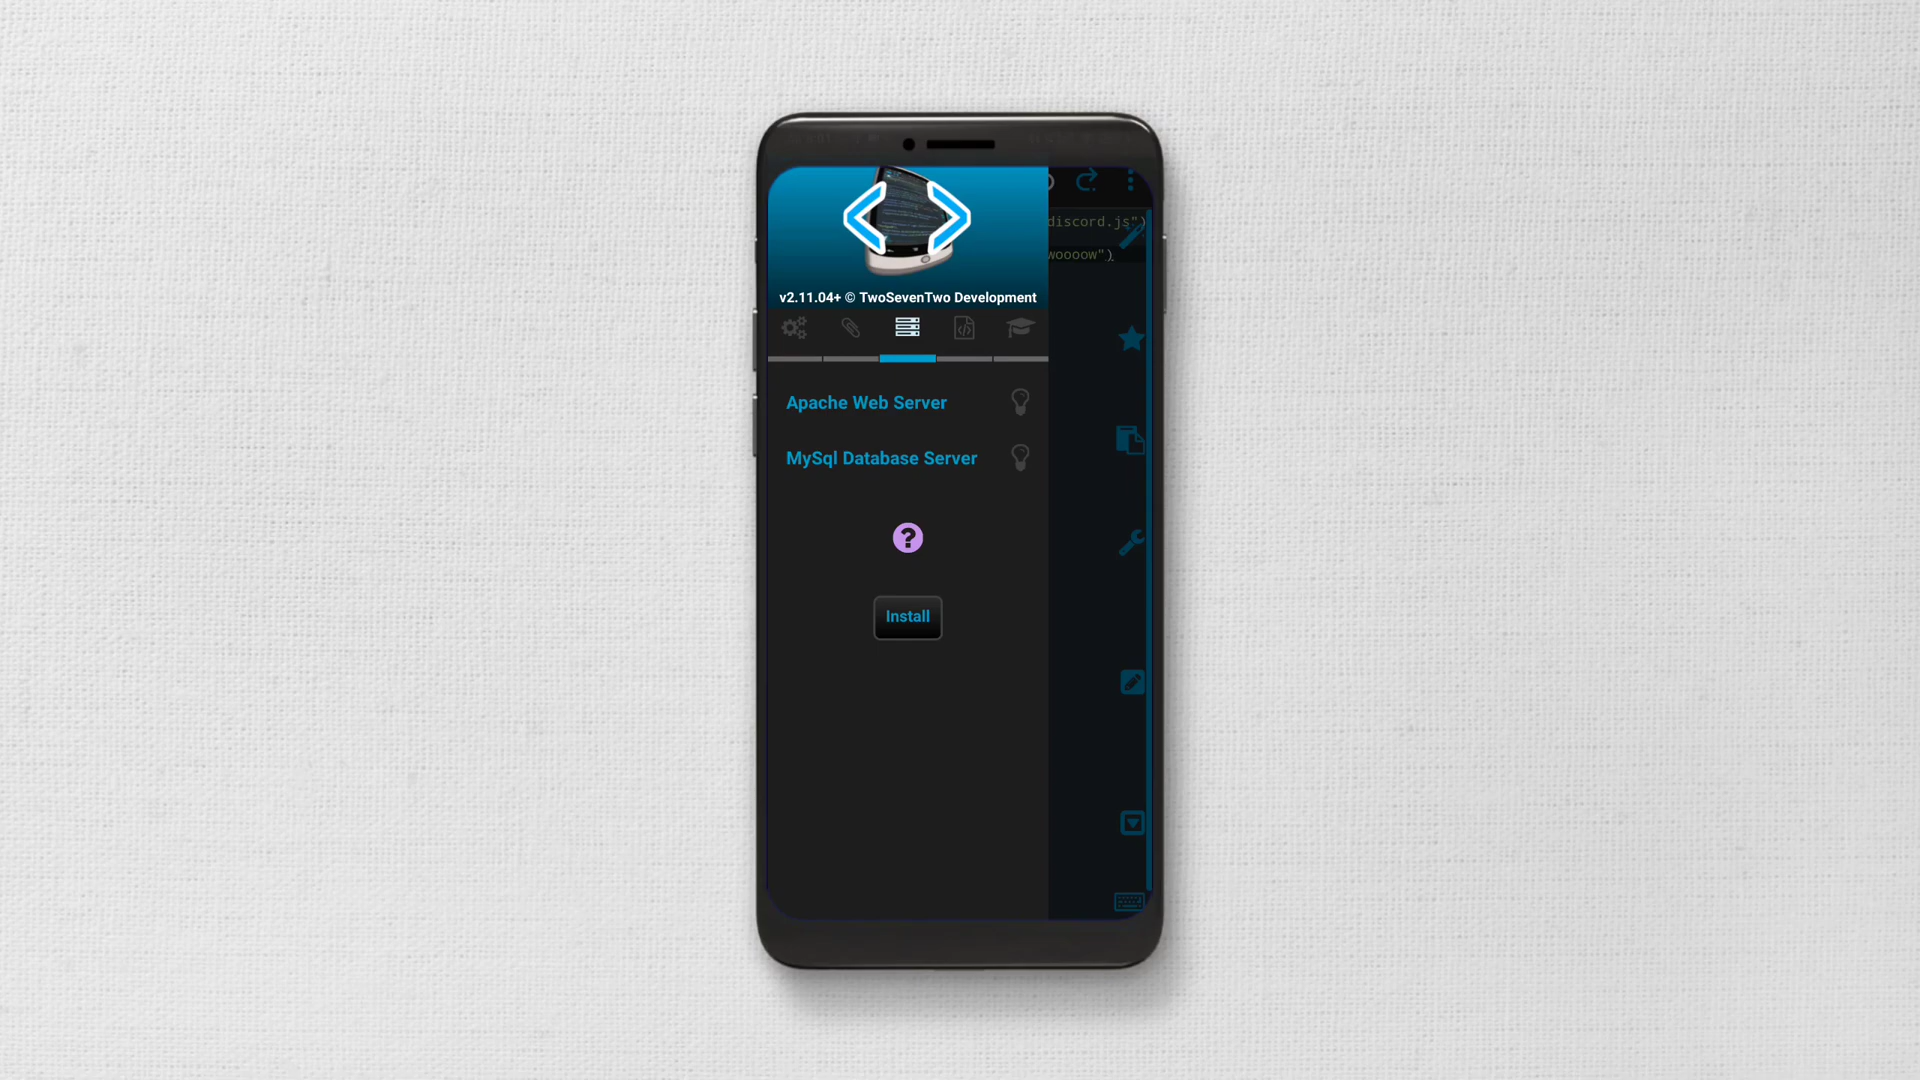 discord.js")
woooow")
v2.11.04+ © TwoSevenTwo Development
Apache Web Server
MySql Database Server
?
Install